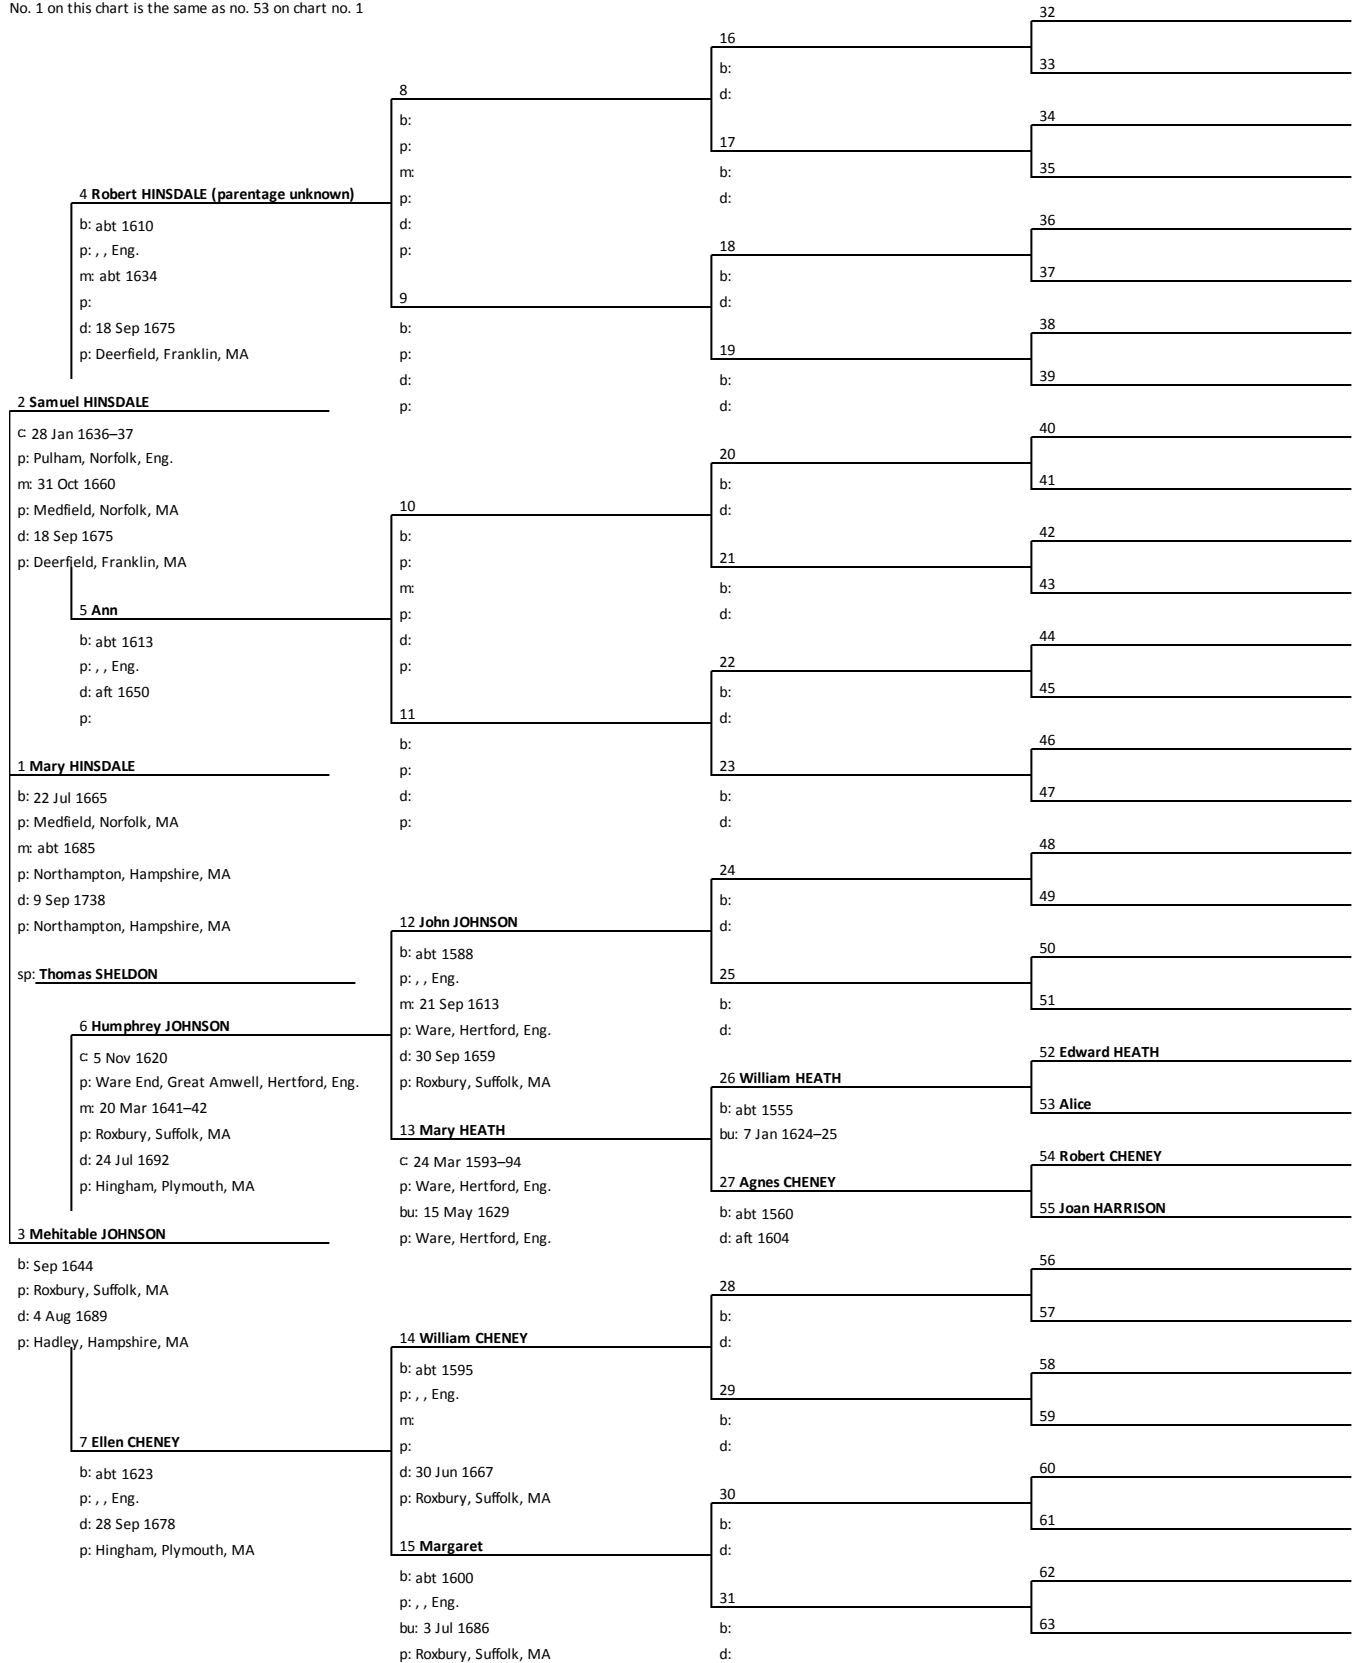 No. 1 on this chart is the same as no. 53 on chart no. 1
4 Robert HINSDALE (parentage unknown)
b: abt 1610
p: , , Eng.
m: abt 1634
p:
d: 18 Sep 1675
p: Deerfield, Franklin, MA
2 Samuel HINSDALE
c: 28 Jan 1636–37
p: Pulham, Norfolk, Eng.
m: 31 Oct 1660
p: Medfield, Norfolk, MA
d: 18 Sep 1675
p: Deerfield, Franklin, MA
5 Ann
b: abt 1613
p: , , Eng.
d: aft 1650
p:
1 Mary HINSDALE
b: 22 Jul 1665
p: Medfield, Norfolk, MA
m: abt 1685
p: Northampton, Hampshire, MA
d: 9 Sep 1738
p: Northampton, Hampshire, MA
sp: Thomas SHELDON
6 Humphrey JOHNSON
c: 5 Nov 1620
p: Ware End, Great Amwell, Hertford, Eng.
m: 20 Mar 1641–42
p: Roxbury, Suffolk, MA
d: 24 Jul 1692
p: Hingham, Plymouth, MA
3 Mehitable JOHNSON
b: Sep 1644
p: Roxbury, Suffolk, MA
d: 4 Aug 1689
p: Hadley, Hampshire, MA
7 Ellen CHENEY
b: abt 1623
p: , , Eng.
d: 28 Sep 1678
p: Hingham, Plymouth, MA
8
b:
p:
m:
p:
d:
p:
9
b:
p:
d:
p:
10
b:
p:
m:
p:
d:
p:
11
b:
p:
d:
p:
12 John JOHNSON
b: abt 1588
p: , , Eng.
m: 21 Sep 1613
p: Ware, Hertford, Eng.
d: 30 Sep 1659
p: Roxbury, Suffolk, MA
13 Mary HEATH
c: 24 Mar 1593–94
p: Ware, Hertford, Eng.
bu: 15 May 1629
p: Ware, Hertford, Eng.
14 William CHENEY
b: abt 1595
p: , , Eng.
m:
p:
d: 30 Jun 1667
p: Roxbury, Suffolk, MA
15 Margaret
b: abt 1600
p: , , Eng.
bu: 3 Jul 1686
p: Roxbury, Suffolk, MA
16
b:
d:
17
b:
d:
18
b:
d:
19
b:
d:
20
b:
d:
21
b:
d:
22
b:
d:
23
b:
d:
24
b:
d:
25
b:
d:
26 William HEATH
b: abt 1555
bu: 7 Jan 1624–25
27 Agnes CHENEY
b: abt 1560
d: aft 1604
28
b:
d:
29
b:
d:
30
b:
d:
31
b:
d:
32
33
34
35
36
37
38
39
40
41
42
43
44
45
46
47
48
49
50
51
52 Edward HEATH
53 Alice
54 Robert CHENEY
55 Joan HARRISON
56
57
58
59
60
61
62
63